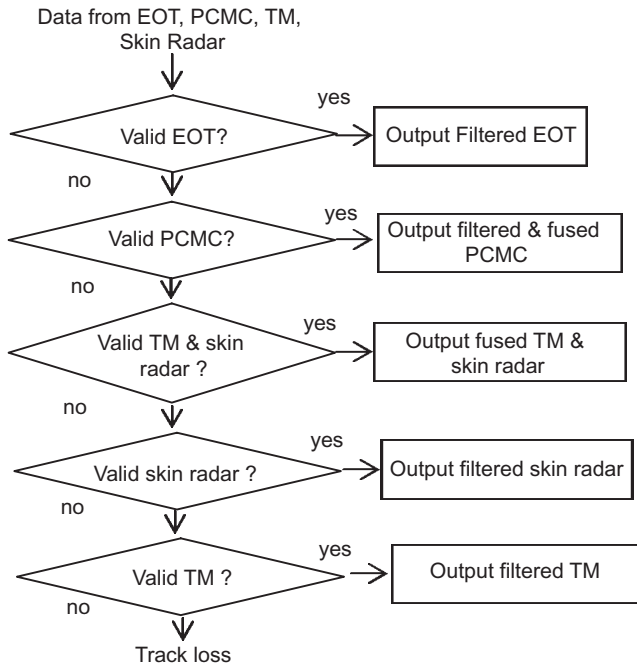 Data from EOT, PCMC, TM,
Skin Radar
yes
Valid EOT?
Output Filtered EOT
no
yes
Valid PCMC?
Output filtered & fused
PCMC
no
yes
Valid TM & skin
radar ?
Output fused TM &
skin radar
no
yes
Valid skin radar ?
Output filtered skin radar
no
yes
Valid TM ?
Output filtered TM
no
Track loss